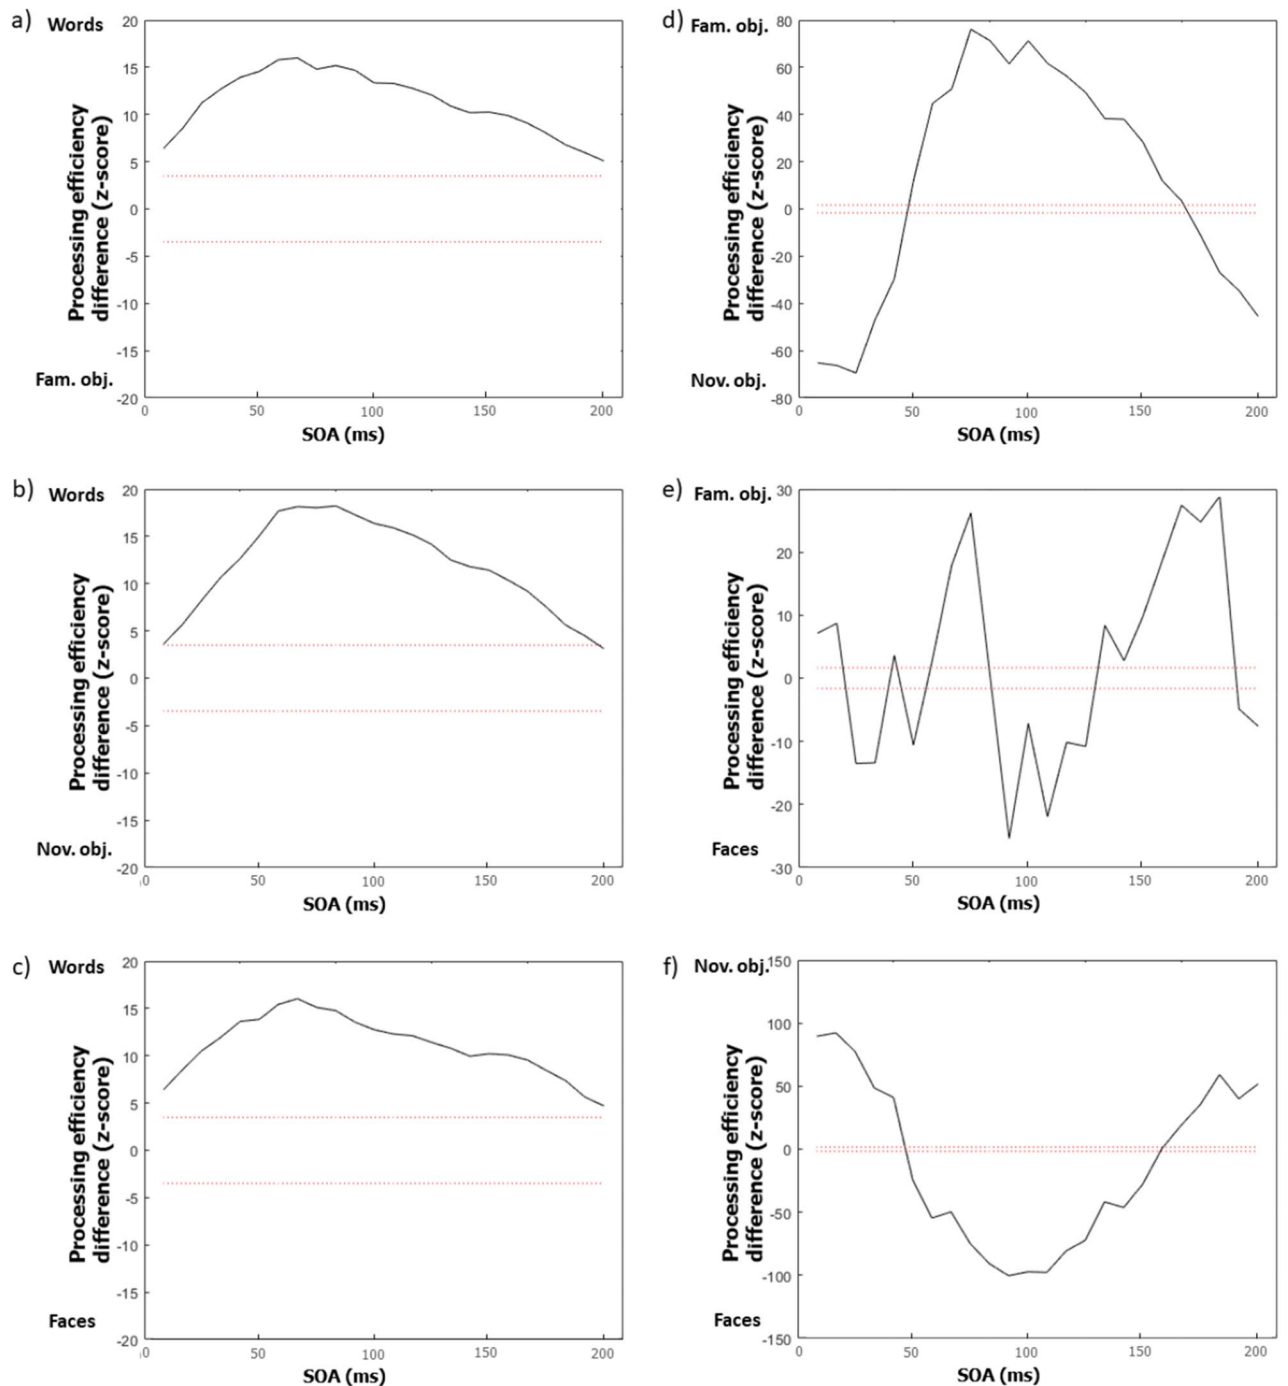 a) Words
20
15
10
5
0
-5
-10
-15
-20
Processing efficiency
difference (z-score)
Fam. obj.
0 50 100 150 200
SOA (ms)
d) Fam. obj.
80
60
40
20
0
-20
-40
-60
-80
Processing efficiency
difference (z-score)
Nov. obj.
0 50 100 150 200
SOA (ms)
b) Words
20
15
10
5
0
-5
-10
-15
-20
Processing efficiency
difference (z-score)
Nov. obj.
0 50 100 150 200
SOA (ms)
e) Fam. obj.
30
20
10
0
-10
-20
-30
Processing efficiency
difference (z-score)
Faces
0 50 100 150 200
SOA (ms)
c) Words
20
15
10
5
0
-5
-10
-15
-20
Processing efficiency
difference (z-score)
Faces
0 50 100 150 200
SOA (ms)
f) Nov. obj.
150
100
50
0
-50
-100
-150
Processing efficiency
difference (z-score)
Faces
0 50 100 150 200
SOA (ms)